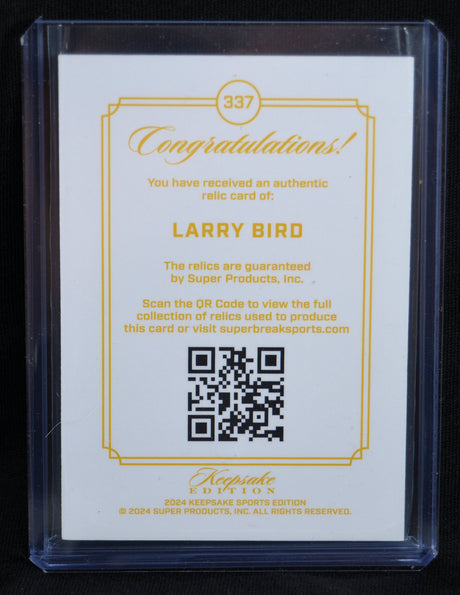 337
Congratulations!
You have received an authentic
relic card of:
LARRY BIRD
The relics are guaranteed
by Super Products, Inc.
Scan the QR Code to view the full
collection of relics used to produce
this card or visit superbreaksports.com
Keepsake
EDITION
2024 KEEPSAKE SPORTS EDITION
© 2024 SUPER PRODUCTS, INC. ALL RIGHTS RESERVED.